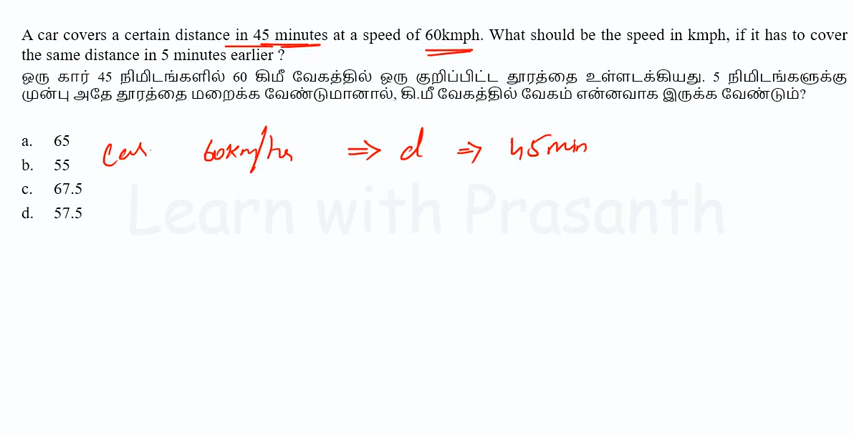 A car covers a certain distance in 45 minutes at a speed of 60kmph. What should be the speed in kmph, if it has to cover
the same distance in 5 minutes earlier ?
ஒரு கார் 45 நிமிடங்களில் 60 கிமீ வேகத்தில் ஒரு குறிப்பிட்ட தூரத்தை உள்ளடக்கியது. 5 நிமிடங்களுக்கு
முன்பு அதே தூரத்தை மறைக்க வேண்டுமானால், கி.மீ வேகத்தில் வேகம் என்னவாக இருக்க வேண்டும்?
a. 65
Car. 60km/hr ⇒ d ⇒ 45min
b. 55
c. 67.5
d. 57.5
Learn with Prasanth